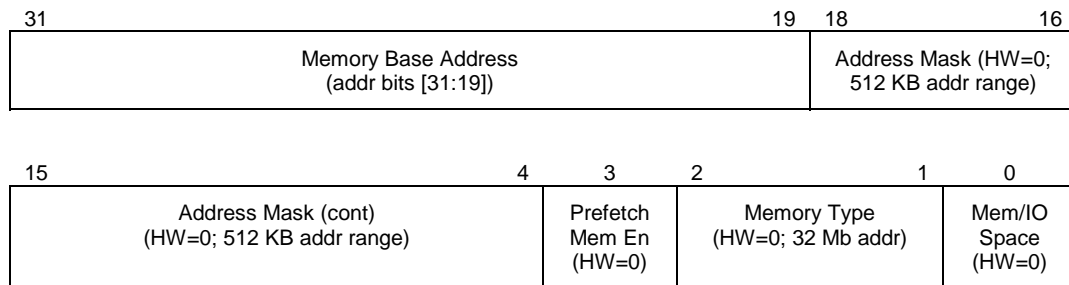 31 19 18 16
Memory Base Address
(addr bits [31:19])
Address Mask (HW=0;
512 KB addr range)
15 4 3 2 1 0
Address Mask (cont)
(HW=0; 512 KB addr range)
Prefetch
Mem En
(HW=0)
Memory Type
(HW=0; 32 Mb addr)
Mem/IO
Space
(HW=0)